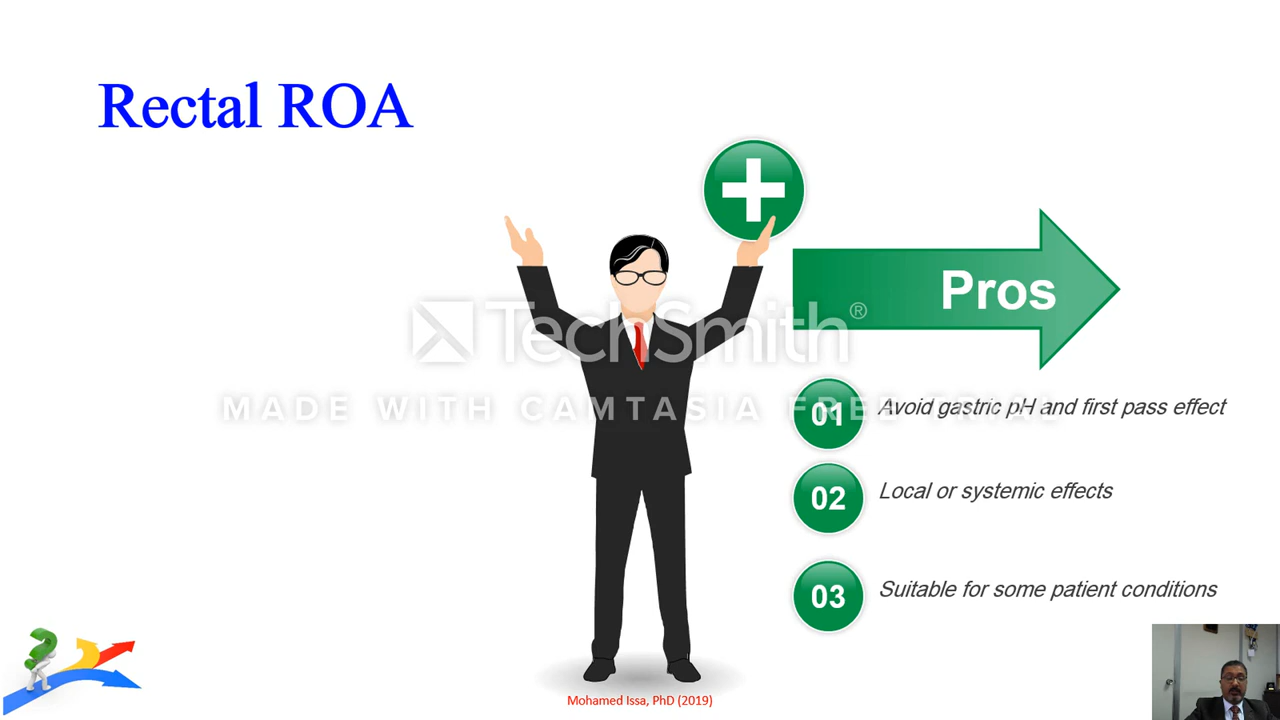 Rectal ROA
Pros
TechSmith®
MADE WITH CAMTASIA FREE TRIAL
01 Avoid gastric pH and first pass effect
02 Local or systemic effects
03 Suitable for some patient conditions
Mohamed Issa, PhD (2019)